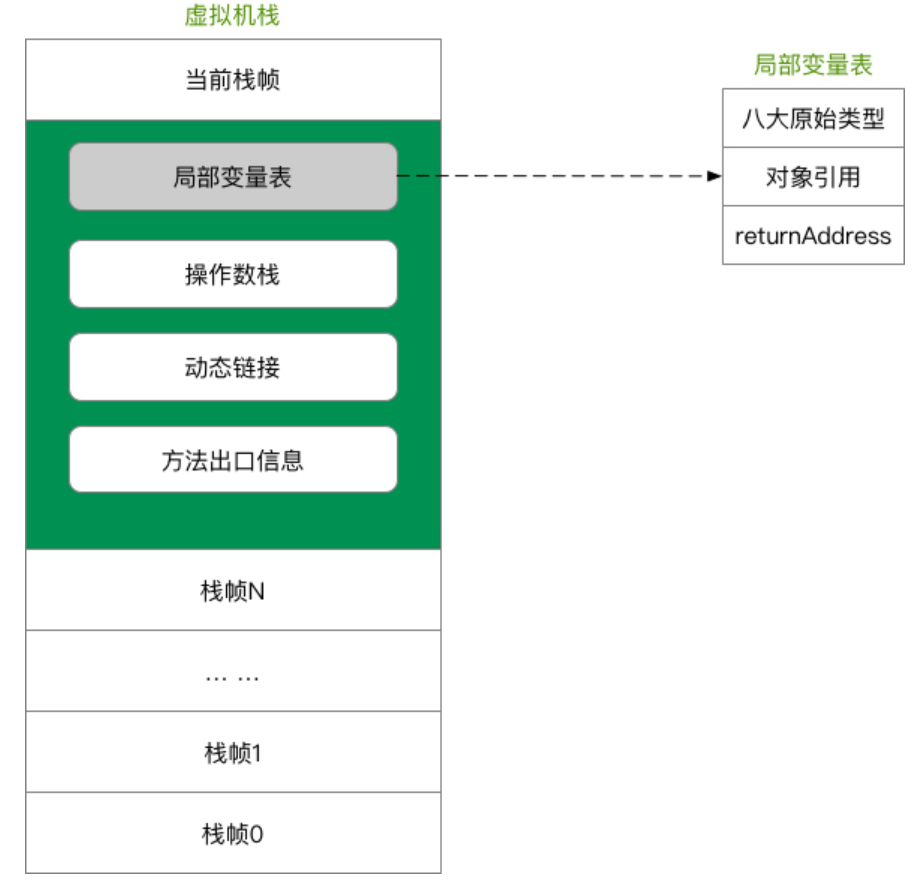 虚拟机栈
当前栈帧
局部变量表
操作数栈
动态链接
方法出口信息
栈帧N
... ...
栈帧1
栈帧0
局部变量表
八大原始类型
对象引用
returnAddress